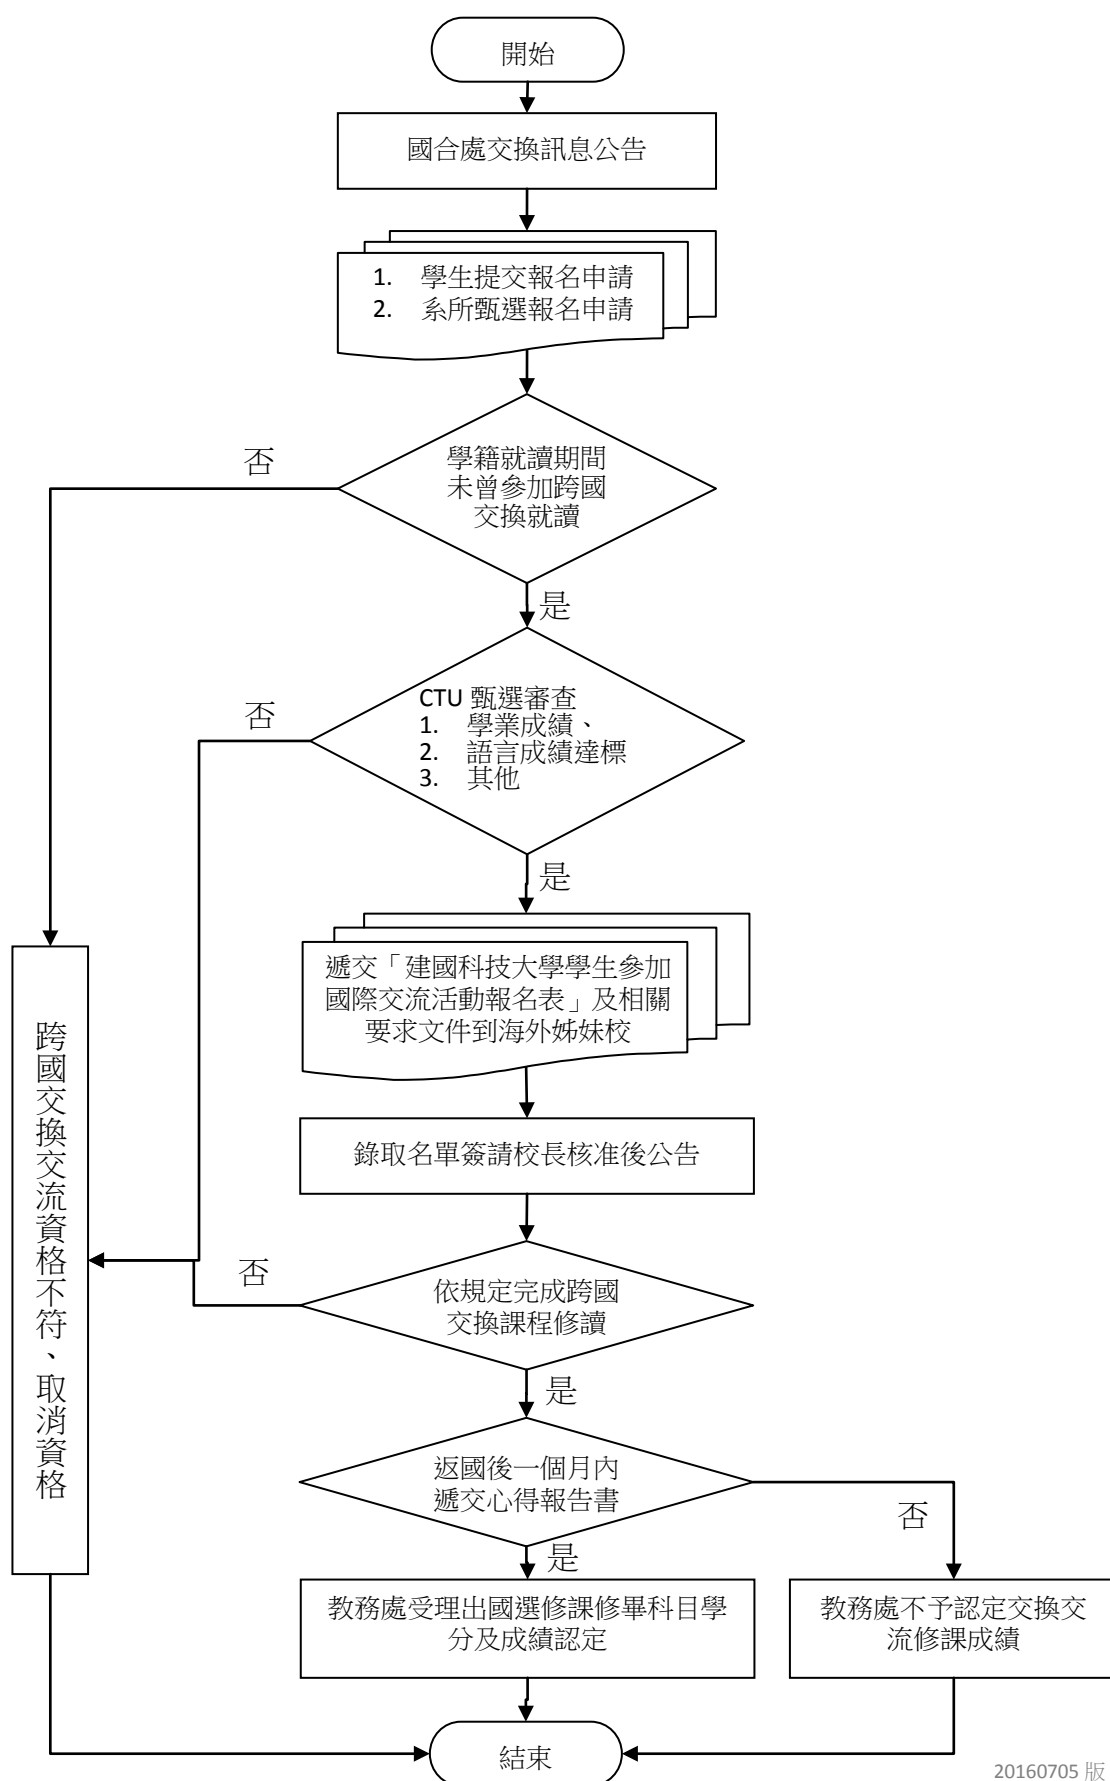 開始
國合處交換訊息公告
1. 學生提交報名申請
2. 系所甄選報名申請
否
學籍就讀期間
未曾參加跨國
交換就讀
是
否
CTU 甄選審查
1. 學業成績、
2. 語言成績達標
3. 其他
是
遞交「建國科技大學學生參加
國際交流活動報名表」及相關
要求文件到海外姊妹校
跨國交換交流資格不符、取消資格
錄取名單簽請校長核准後公告
否
依規定完成跨國
交換課程修讀
是
返國後一個月內
遞交心得報告書
否
是
教務處受理出國選修課修畢科目學
分及成績認定
教務處不予認定交換交
流修課成績
結束
20160705 版